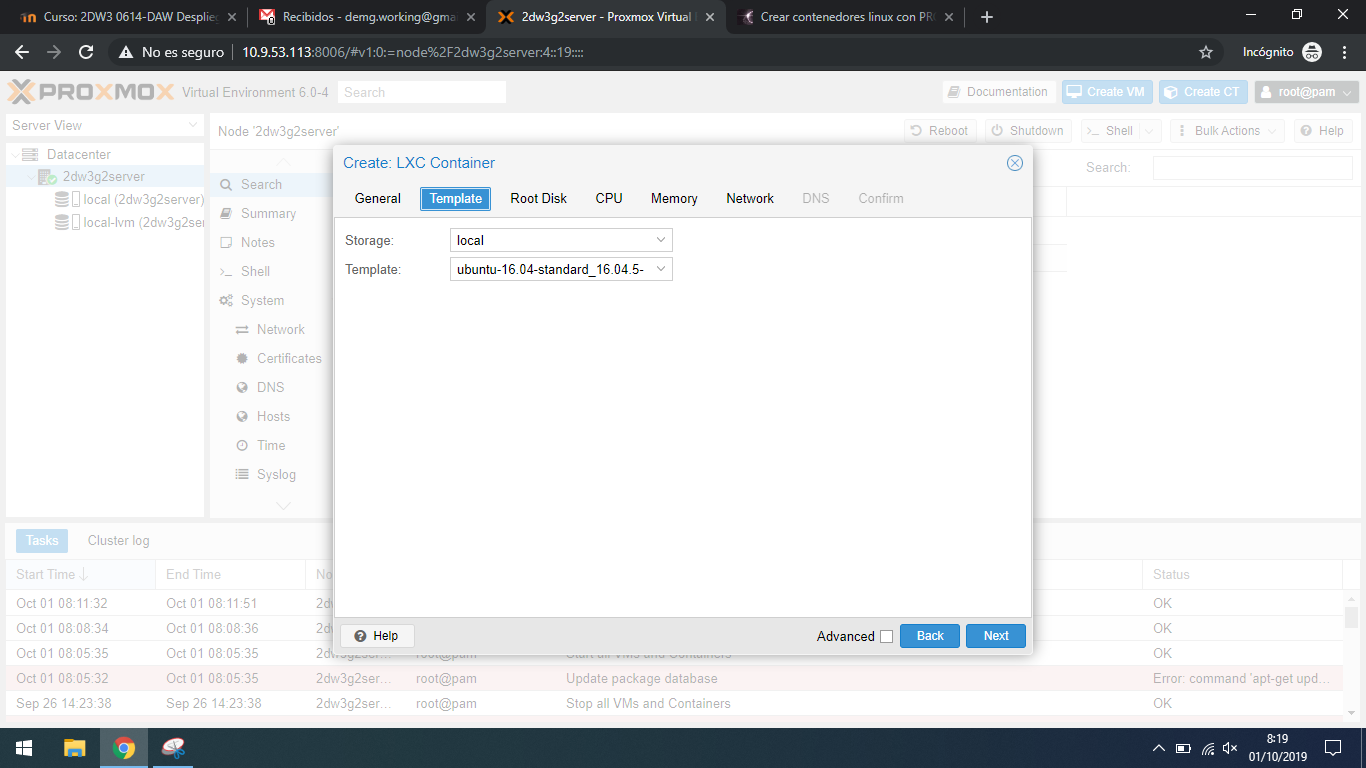 Curso: 2DW3 0614-DAW Desplieg
Recibidos - demg.working@gma
2dw3g2server - Proxmox Virtual
Crear contenedores linux con PRO
No es seguro
10.9.53.113:8006/#v1:0:=node%2F2dw3g2server:4::19::::
Incógnito
PROXMOX Virtual Environment 6.0-4
Search
Documentation
Create VM
Create CT
root@pam
Server View
Node '2dw3g2server'
Reboot
Shutdown
Shell
Bulk Actions
Help
Datacenter
2dw3g2server
local (2dw3g2server)
local-lvm (2dw3g2ser
Search
Summary
Notes
Shell
System
Network
Certificates
DNS
Hosts
Time
Syslog
Search:
Create: LXC Container
General
Template
Root Disk
CPU
Memory
Network
DNS
Confirm
Storage: local
Template: ubuntu-16.04-standard_16.04.5-
Help
Advanced
Back
Next
Tasks
Cluster log
Start Time
End Time
No
Status
Oct 01 08:11:32 Oct 01 08:11:51 OK
Oct 01 08:08:34 Oct 01 08:08:36 OK
Oct 01 08:05:35 Oct 01 08:05:35 2dw3g2ser... root@pam Start all VMs and Containers OK
Oct 01 08:05:32 Oct 01 08:05:35 2dw3g2ser... root@pam Update package database Error: command 'apt-get upd...
Sep 26 14:23:38 Sep 26 14:23:38 2dw3g2ser... root@pam Stop all VMs and Containers OK
8:19
01/10/2019